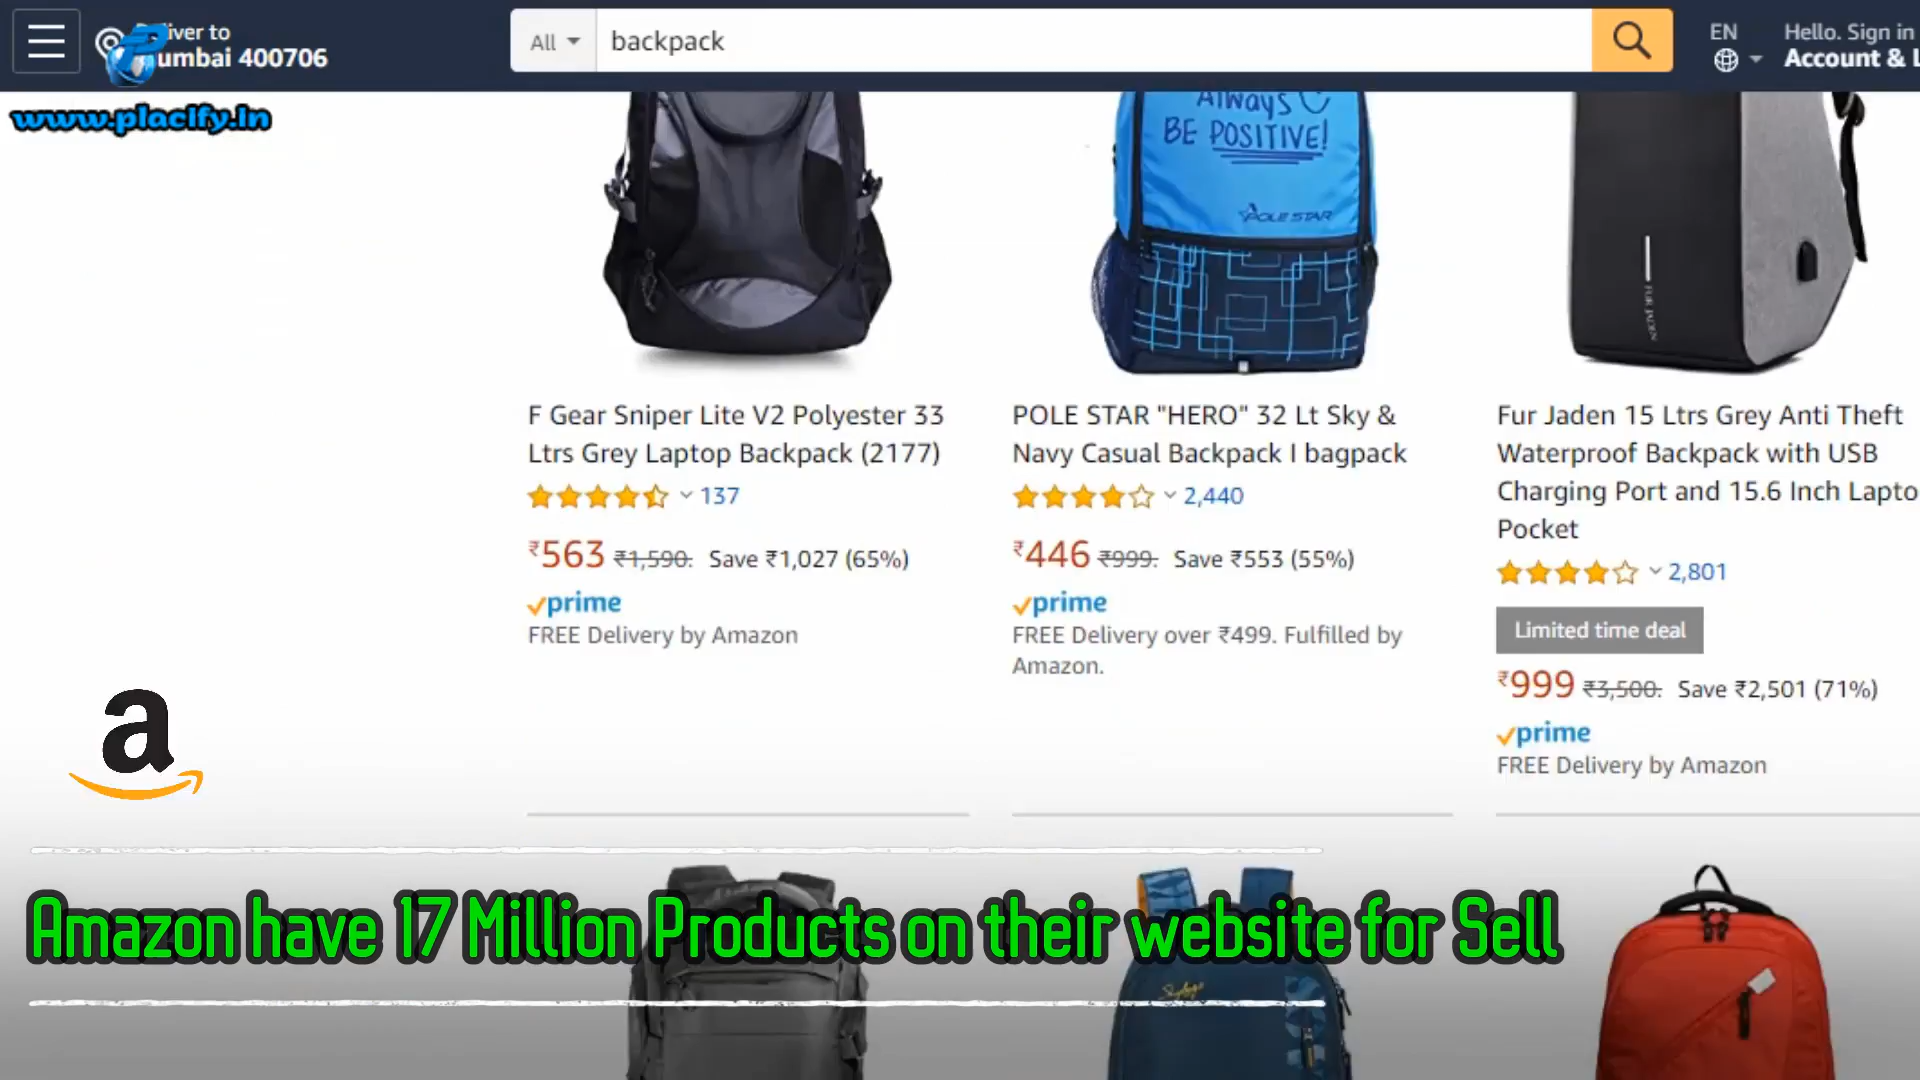 Deliver to
Mumbai 400706
All
backpack
EN
Hello. Sign in
Account & L
www.placify.in
Always
BE POSITIVE!
POLE STAR
FUR JADEN
F Gear Sniper Lite V2 Polyester 33
Ltrs Grey Laptop Backpack (2177)
137
₹563 ₹1,590. Save ₹1,027 (65%)
prime
FREE Delivery by Amazon
POLE STAR "HERO" 32 Lt Sky &
Navy Casual Backpack I bagpack
2,440
₹446 ₹999. Save ₹553 (55%)
prime
FREE Delivery over ₹499. Fulfilled by
Amazon.
Fur Jaden 15 Ltrs Grey Anti Theft
Waterproof Backpack with USB
Charging Port and 15.6 Inch Lapto
Pocket
2,801
Limited time deal
₹999 ₹3,500. Save ₹2,501 (71%)
prime
FREE Delivery by Amazon
a
Amazon have 17 Million Products on their website for Sell
Skybags